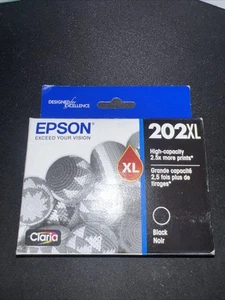 DESIGNED for EXCELLENCE
EPSON
EXCEED YOUR VISION
202XL
High-capacity
2.5x more prints*
Grande capacité
2,5 fois plus de
tirages*
XL
Black
Noir
Claria